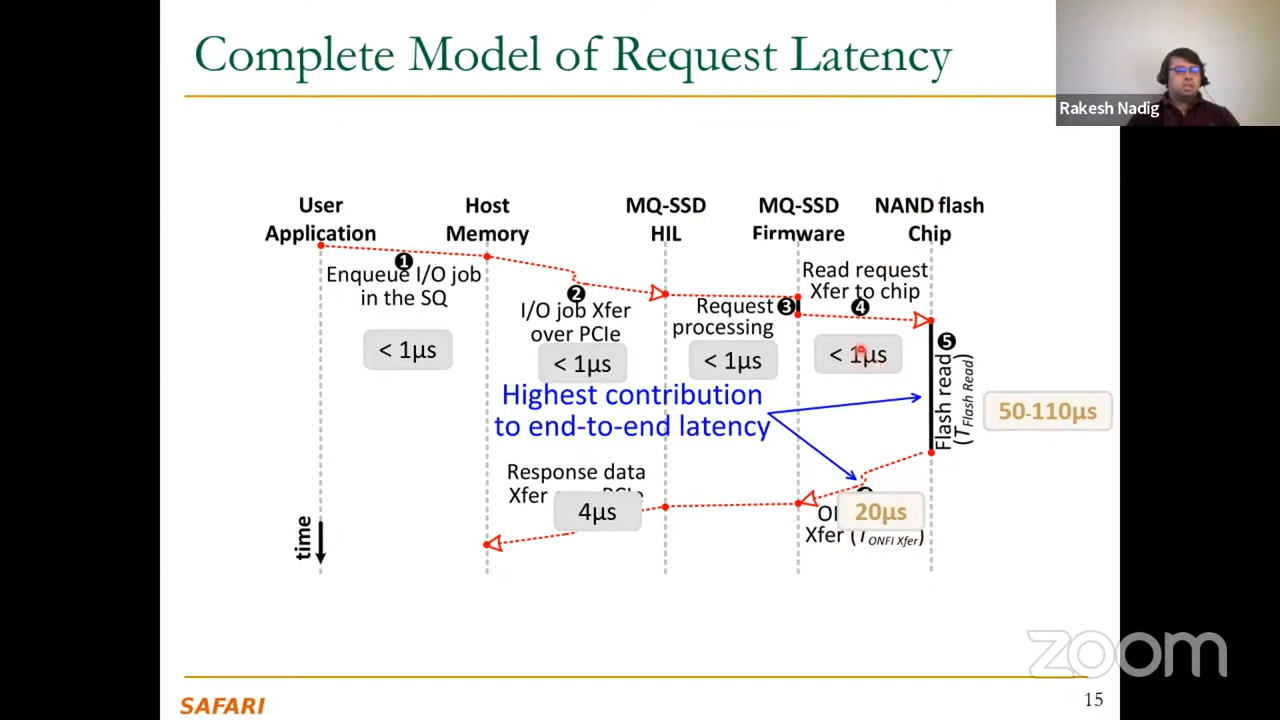 Complete Model of Request Latency
Rakesh Nadig
User
Application
Host
Memory
MQ-SSD
HIL
MQ-SSD
Firmware
NAND flash
Chip
1
Enqueue I/O job
in the SQ
< 1µs
2
I/O job Xfer
over PCIe
< 1µs
Request
processing
3
< 1µs
Read request
Xfer to chip
4
< 1µs
5
Flash read
(T Flash Read)
50-110µs
Highest contribution
to end-to-end latency
Response data
Xfer PCIe
4µs
20µs
Xfer (T ONFI Xfer)
time
zoom
SAFARI
15